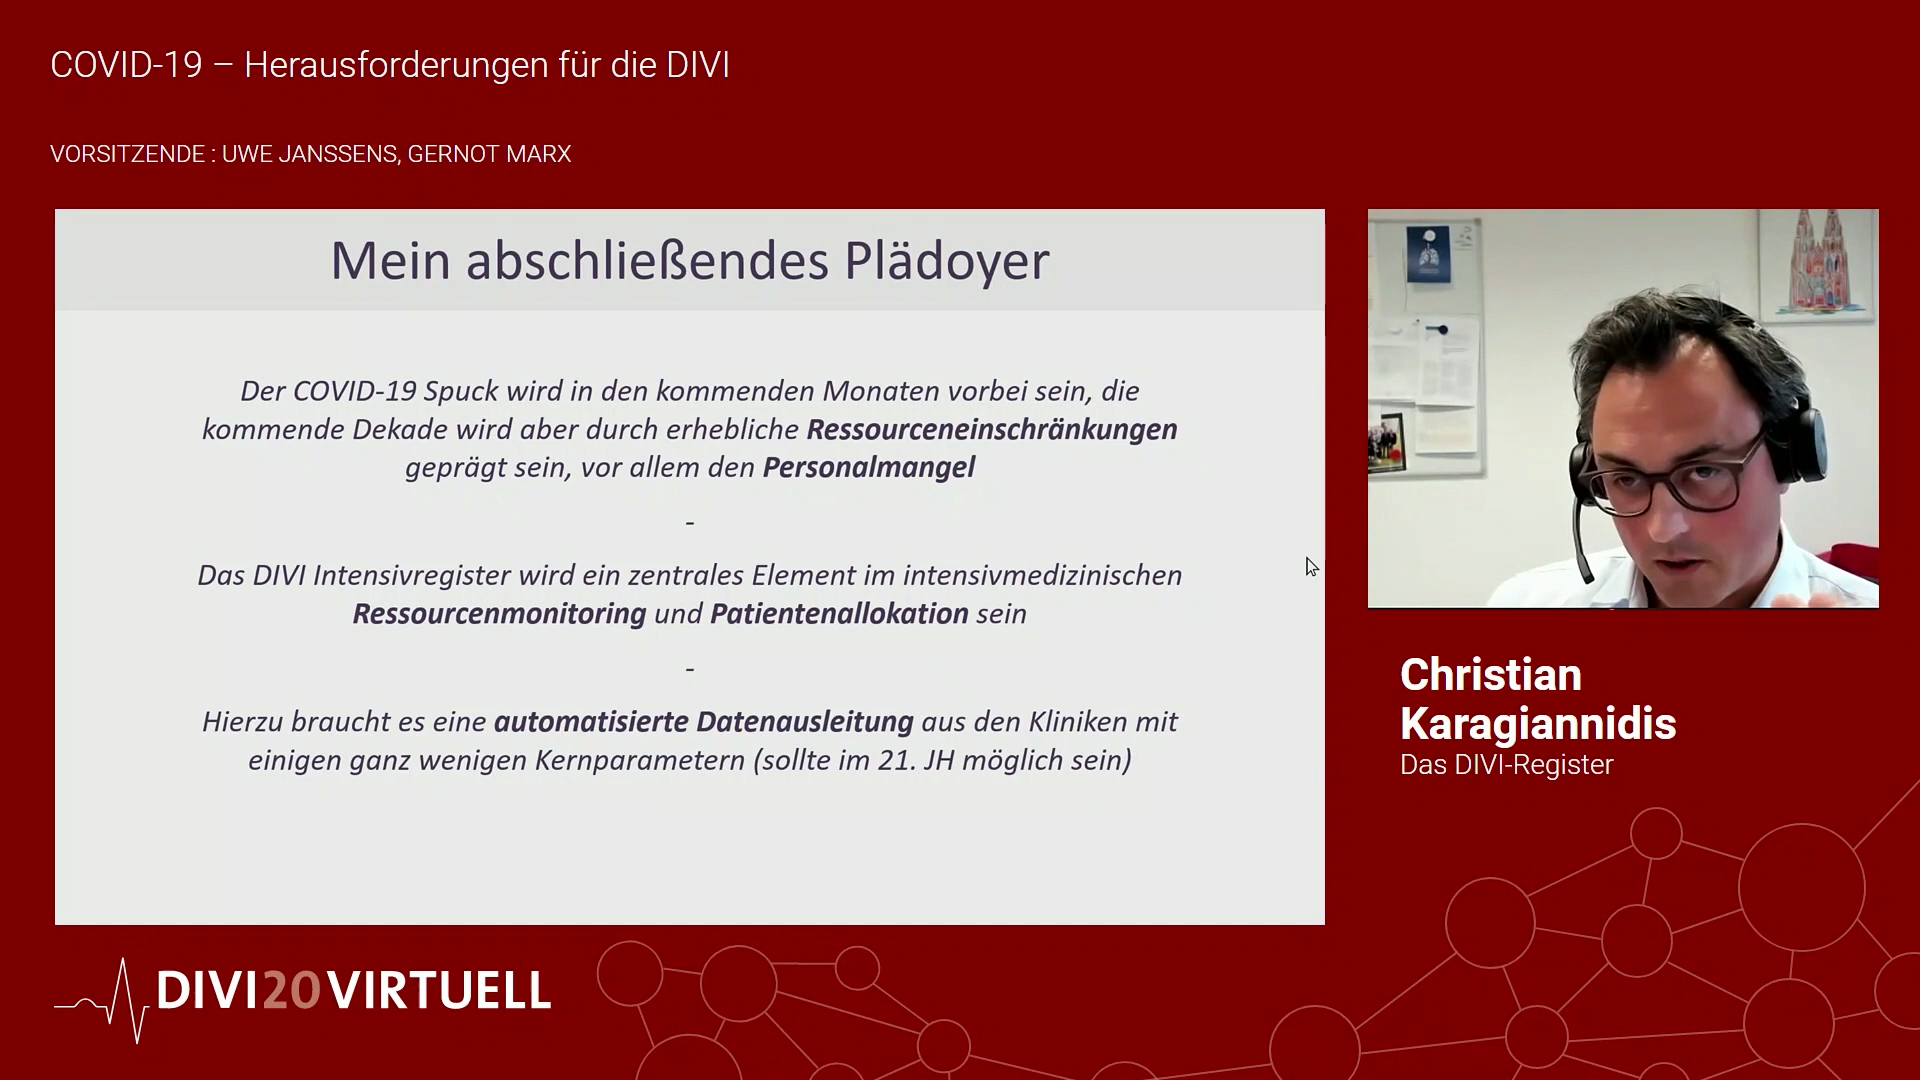 COVID-19 – Herausforderungen für die DIVI
VORSITZENDE : UWE JANSSENS, GERNOT MARX
Mein abschließendes Plädoyer
Der COVID-19 Spuck wird in den kommenden Monaten vorbei sein, die
kommende Dekade wird aber durch erhebliche Ressourceneinschränkungen
geprägt sein, vor allem den Personalmangel
-
Das DIVI Intensivregister wird ein zentrales Element im intensivmedizinischen
Ressourcenmonitoring und Patientenallokation sein
-
Hierzu braucht es eine automatisierte Datenausleitung aus den Kliniken mit
einigen ganz wenigen Kernparametern (sollte im 21. JH möglich sein)
Christian
Karagiannidis
Das DIVI-Register
DIVI20VIRTUELL